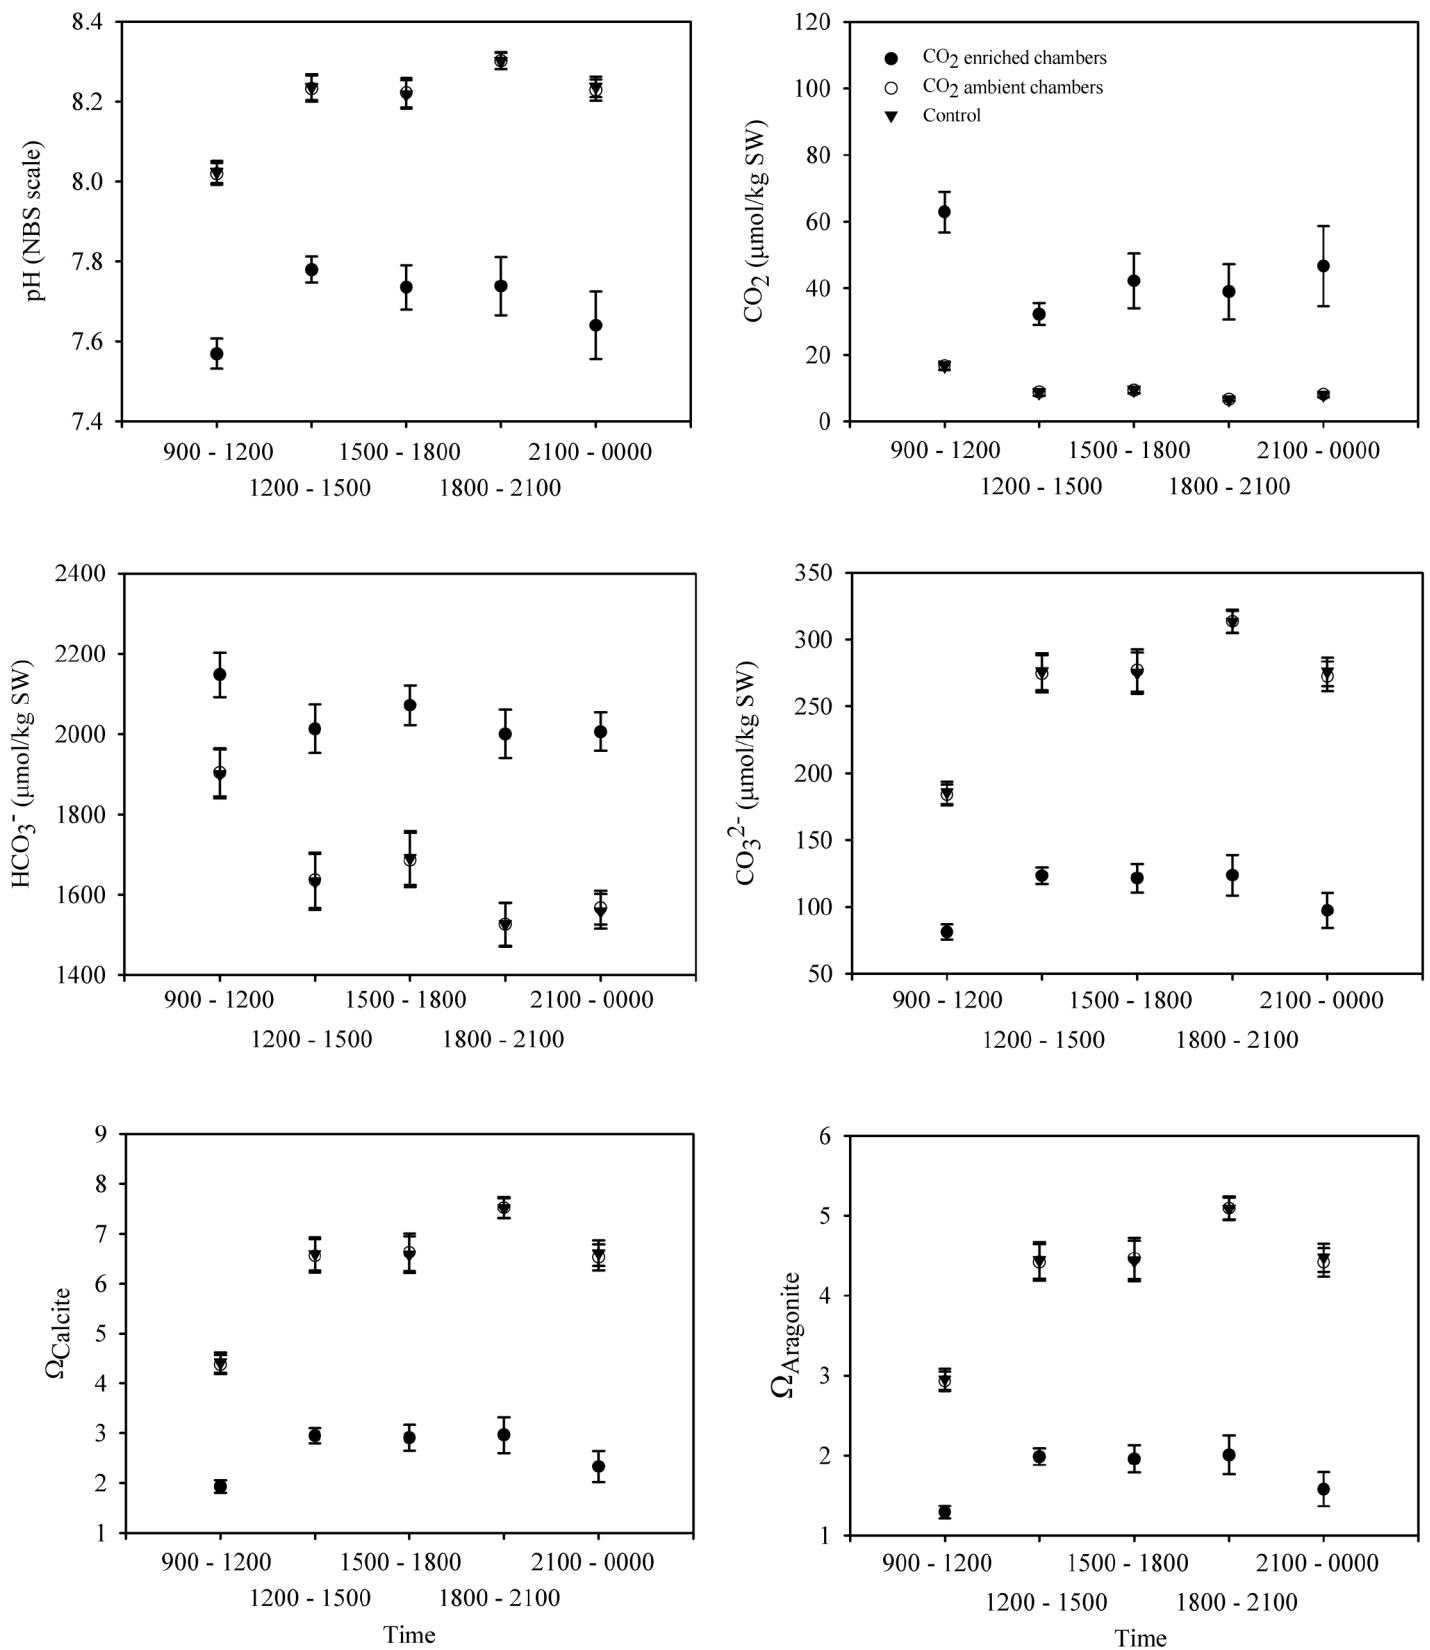 8.4
8.2
8.0
7.8
7.6
7.4
pH (NBS scale)
900 - 1200
1500 - 1800
2100 - 0000
1200 - 1500
1800 - 2100
120
100
80
60
40
20
0
CO2 (µmol/kg SW)
CO2 enriched chambers
CO2 ambient chambers
Control
900 - 1200
1500 - 1800
2100 - 0000
1200 - 1500
1800 - 2100
2400
2200
2000
1800
1600
1400
HCO3- (µmol/kg SW)
900 - 1200
1500 - 1800
2100 - 0000
1200 - 1500
1800 - 2100
350
300
250
200
150
100
50
CO32- (µmol/kg SW)
900 - 1200
1500 - 1800
2100 - 0000
1200 - 1500
1800 - 2100
9
8
7
6
5
4
3
2
1
ΩCalcite
900 - 1200
1500 - 1800
2100 - 0000
1200 - 1500
1800 - 2100
Time
6
5
4
3
2
1
ΩAragonite
900 - 1200
1500 - 1800
2100 - 0000
1200 - 1500
1800 - 2100
Time